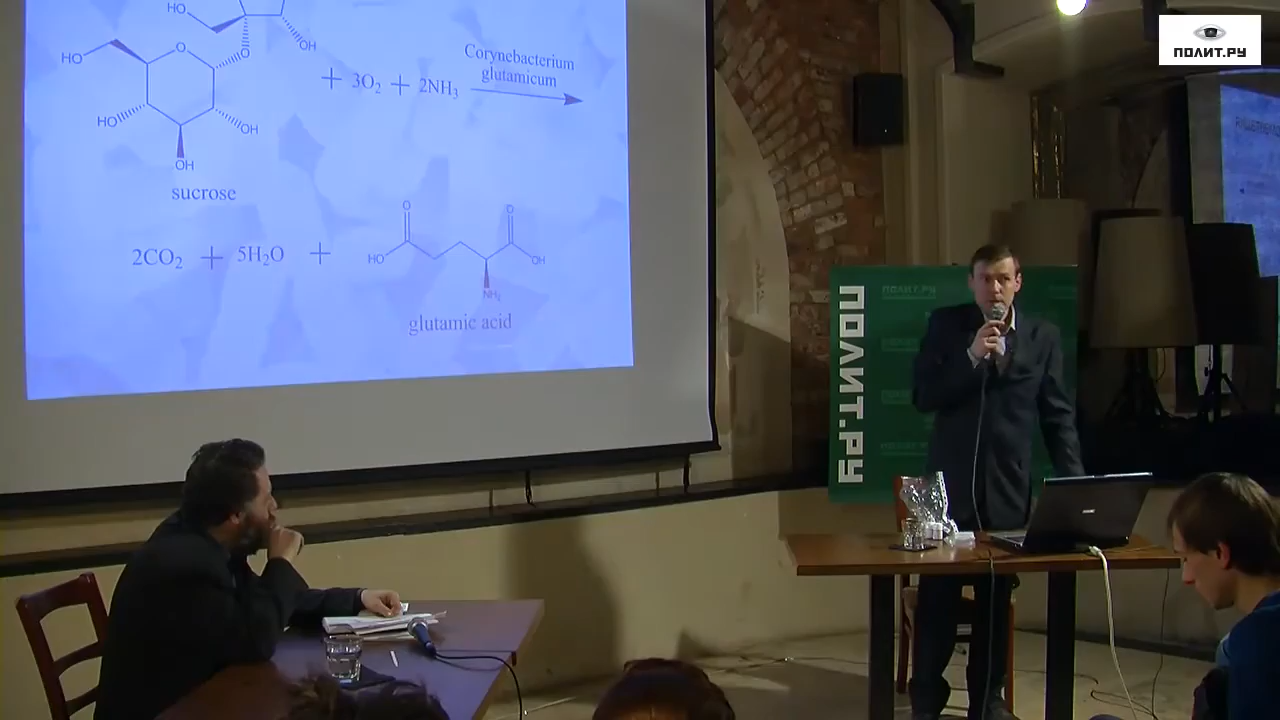 HO
OH
O
O
HO
HO
OH
OH
sucrose
+ 3O₂ + 2NH₃
Corynebacterium
glutamicum
2CO₂ + 5H₂O +
O
O
HO
OH
NH₂
glutamic acid
ПОЛИТ.РУ
ПОЛИТ.РУ
ПОЛИТ.РУ
acer